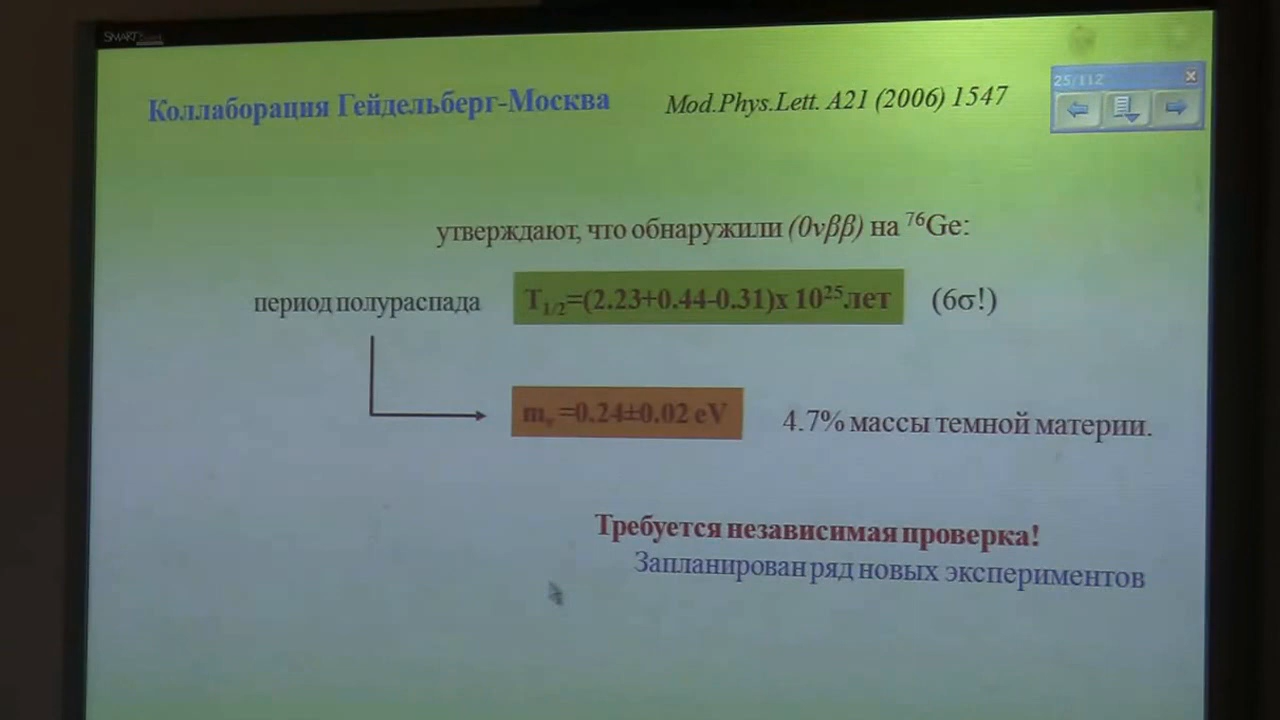 SMART
25/112
Коллаборация Гейдельберг-Москва Mod.Phys.Lett. A21 (2006) 1547
утверждают, что обнаружили (0νββ) на ⁷⁶Ge:
период полураспада T₁/₂=(2.23+0.44-0.31)x 10²⁵лет (6σ!)
mᵥ =0.24±0.02 eV 4.7% массы темной материи.
Требуется независимая проверка!
Запланирован ряд новых экспериментов